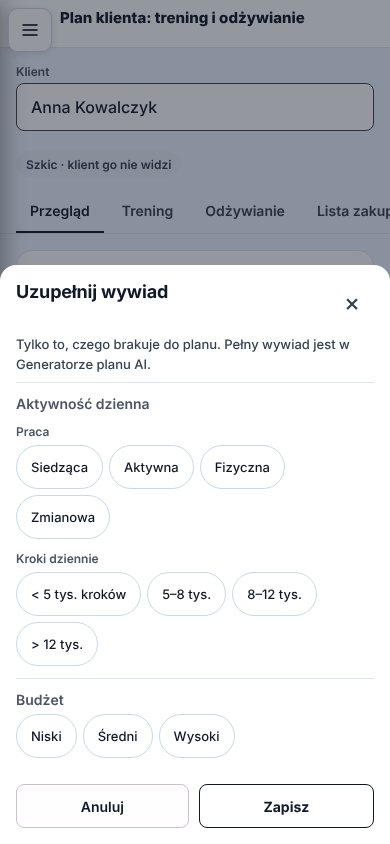 Plan klienta: trening i odżywianie
Klient
Anna Kowalczyk
Szkic · klient go nie widzi
Przegląd Trening Odżywianie Lista zakup
Uzupełnij wywiad
Tylko to, czego brakuje do planu. Pełny wywiad jest w
Generatorze planu AI.
Aktywność dzienna
Praca
Siedząca Aktywna Fizyczna
Zmianowa
Kroki dziennie
< 5 tys. kroków 5–8 tys. 8–12 tys.
> 12 tys.
Budżet
Niski Średni Wysoki
Anuluj Zapisz